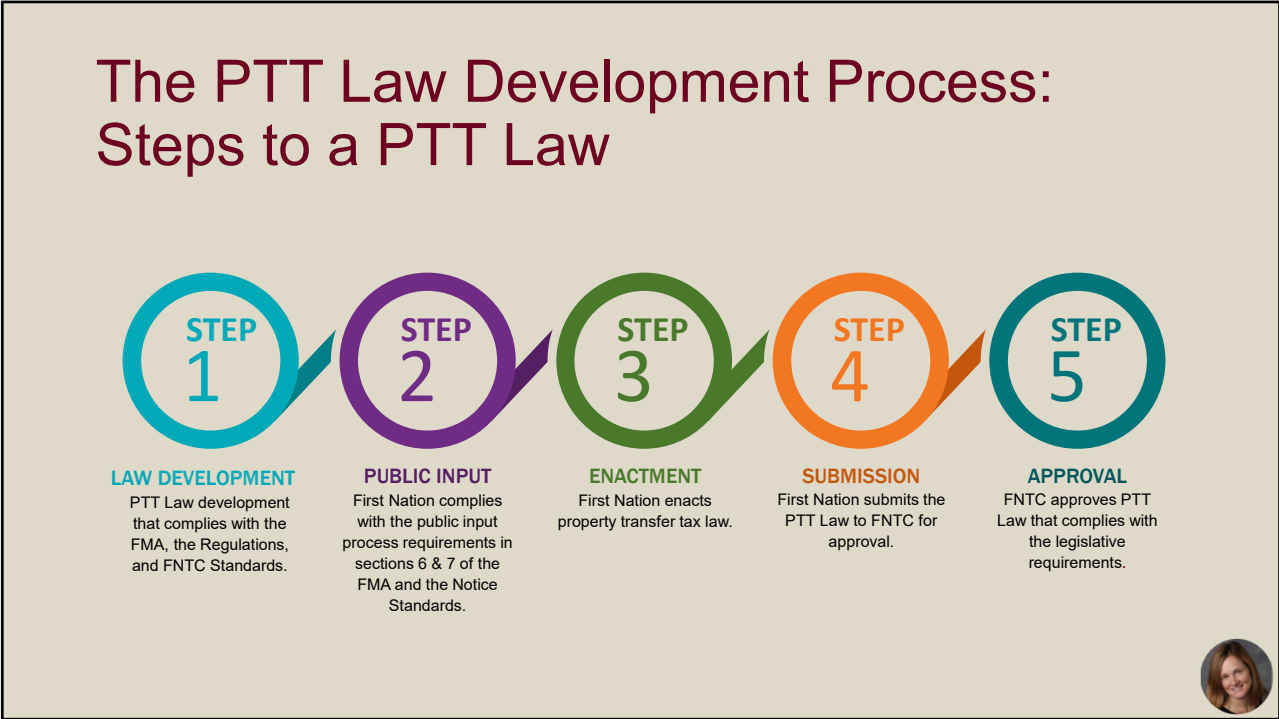 The PTT Law Development Process:
Steps to a PTT Law
STEP
1
LAW DEVELOPMENT
PTT Law development
that complies with the
FMA, the Regulations,
and FNTC Standards.
STEP
2
PUBLIC INPUT
First Nation complies
with the public input
process requirements in
sections 6 & 7 of the
FMA and the Notice
Standards.
STEP
3
ENACTMENT
First Nation enacts
property transfer tax law.
STEP
4
SUBMISSION
First Nation submits the
PTT Law to FNTC for
approval.
STEP
5
APPROVAL
FNTC approves PTT
Law that complies with
the legislative
requirements.